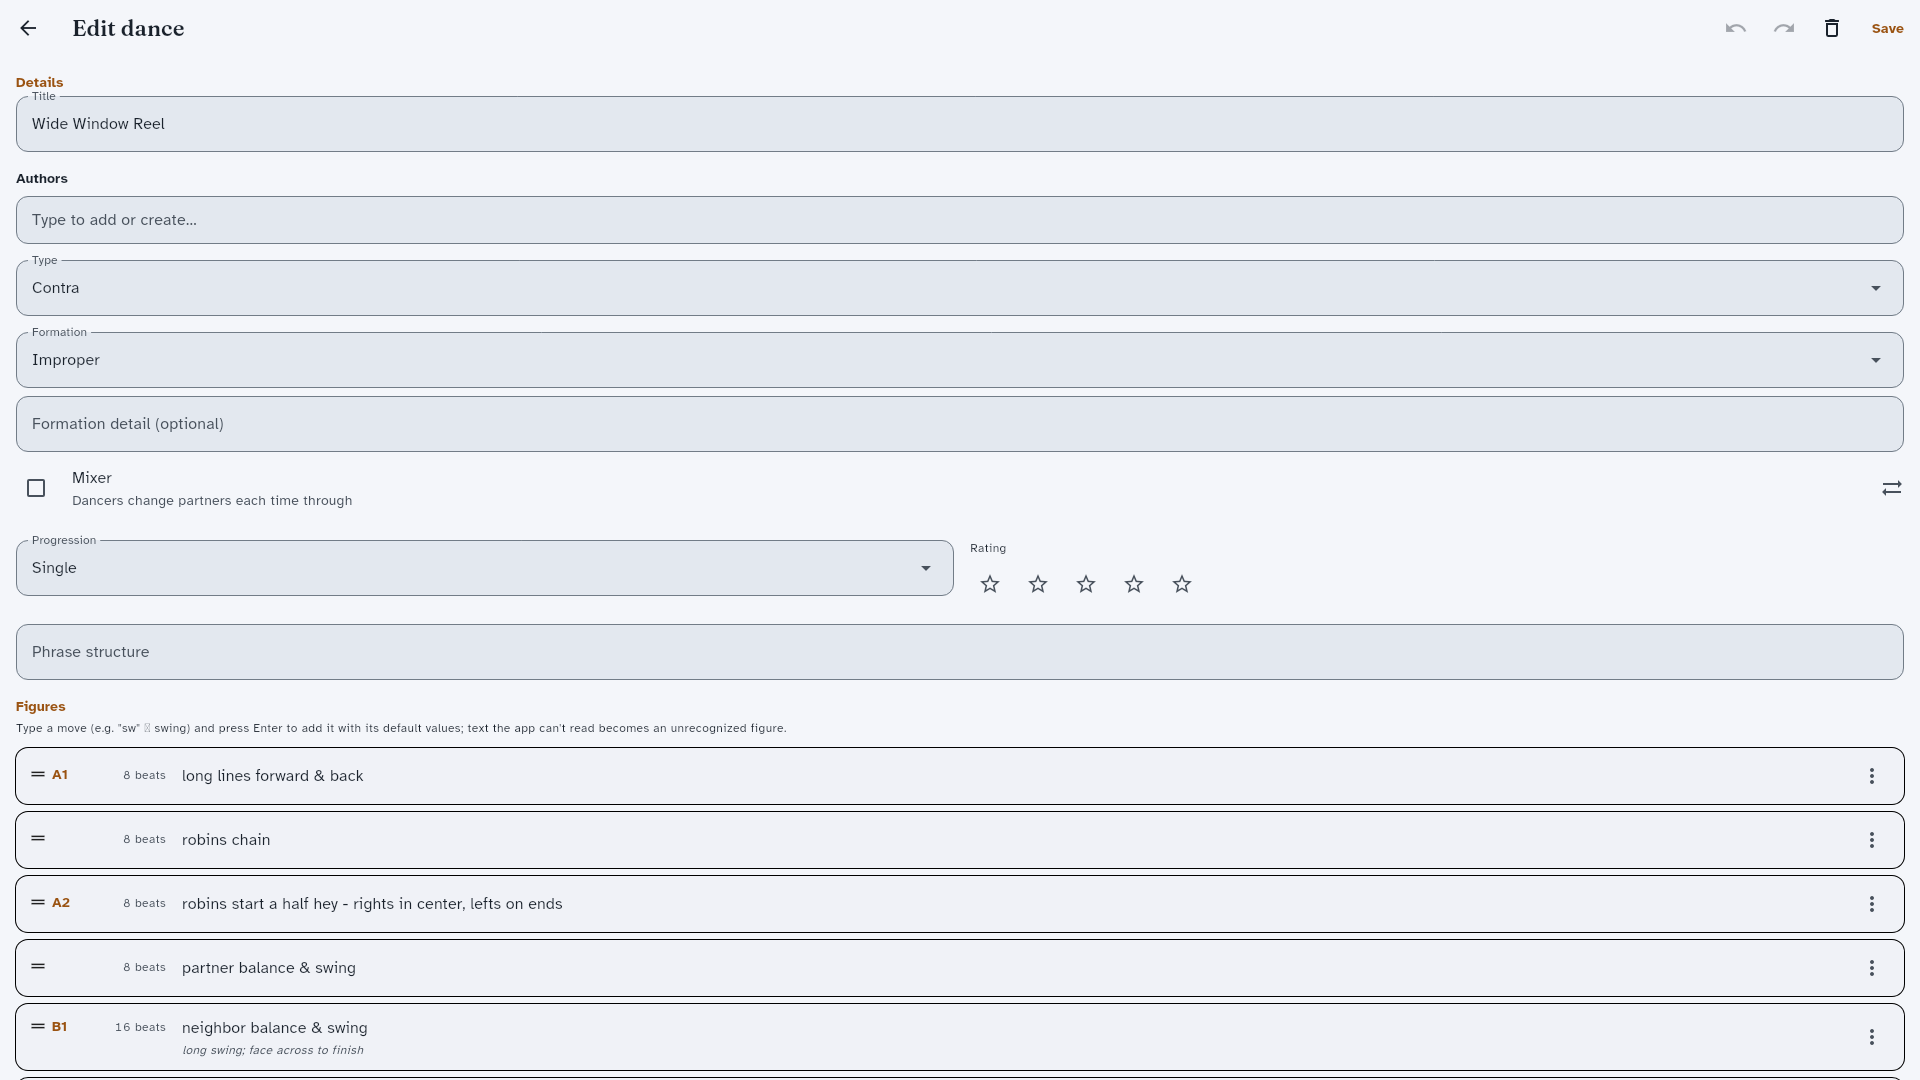 Edit dance
Save
Details
Title
Wide Window Reel
Authors
Type to add or create...
Type
Contra
Formation
Improper
Formation detail (optional)
Mixer
Dancers change partners each time through
Progression
Single
Rating
Phrase structure
Figures
Type a move (e.g. "sw" swing) and press Enter to add it with its default values; text the app can't read becomes an unrecognized figure.
A1 8 beats long lines forward & back
8 beats robins chain
A2 8 beats robins start a half hey - rights in center, lefts on ends
8 beats partner balance & swing
B1 16 beats neighbor balance & swing
long swing; face across to finish